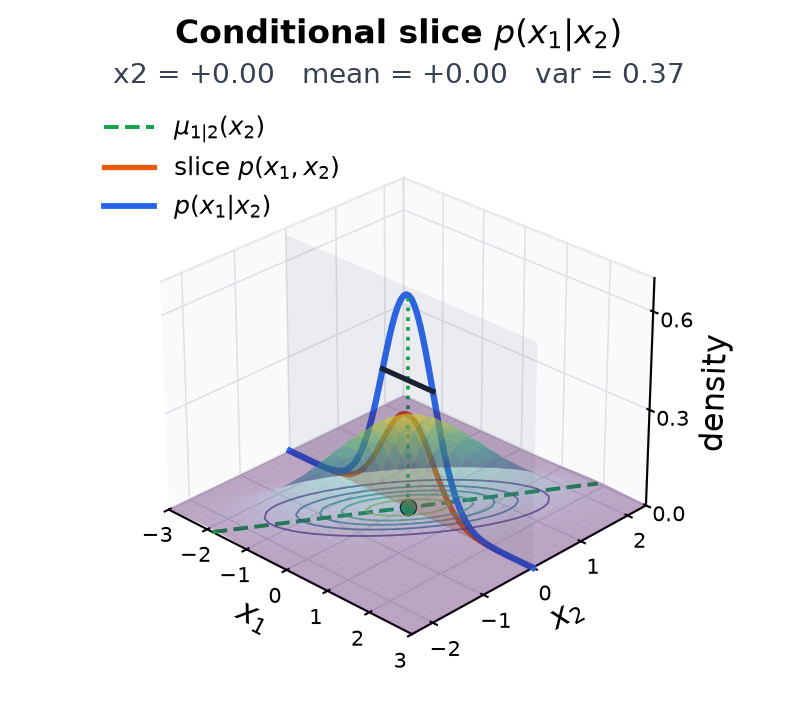 Conditional slice p(x₁|x₂)
x2 = +0.00   mean = +0.00   var = 0.37
μ₁|₂(x₂)
slice p(x₁, x₂)
p(x₁|x₂)
0.6
0.3
0.0
density
−3
−2
−1
0
1
2
3
x₁
−2
−1
0
1
2
x₂